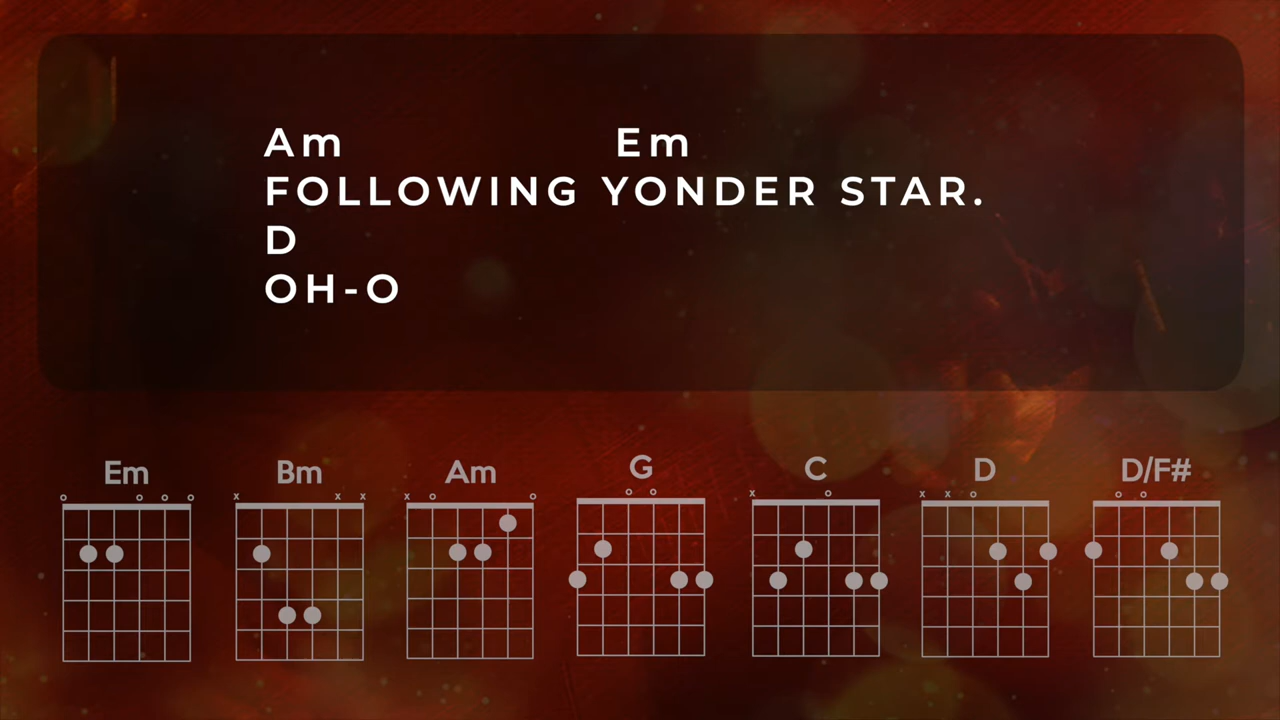 Am Em
FOLLOWING YONDER STAR.
D
OH-O
Em Bm Am G C D D/F#
o o o o x x x x o o o o x o x x o o o